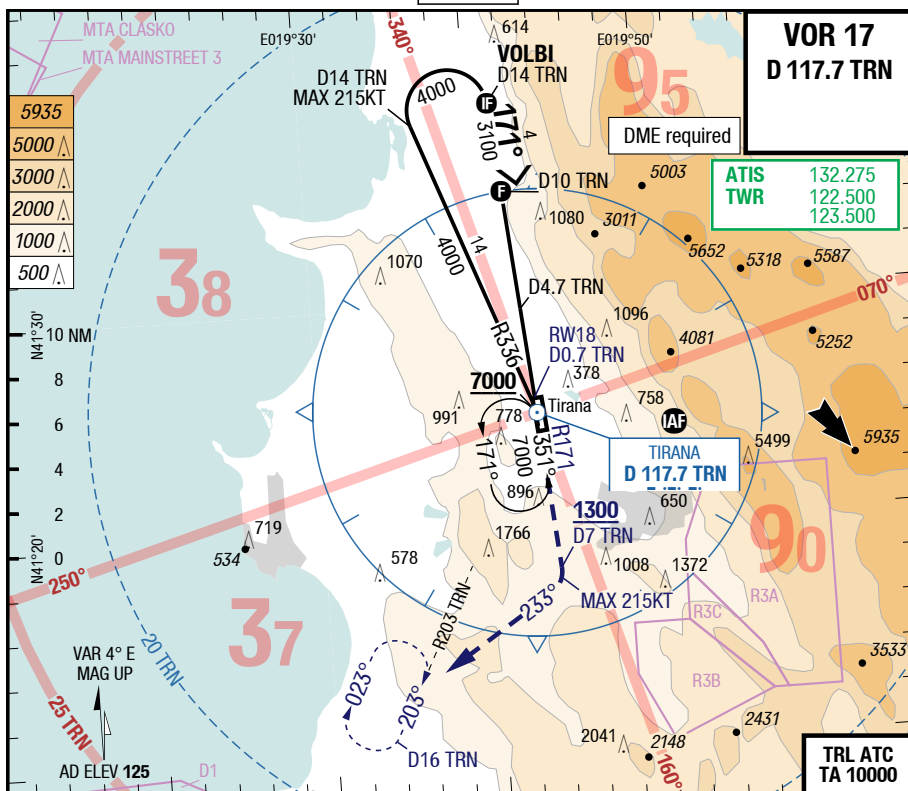 MTA CLASKO
MTA MAINSTREET 3
E019°30'
340°
614
VOLBI
D14 TRN
E019°50'
VOR 17
D 117.7 TRN
D14 TRN
MAX 215KT
4000
IF
171°
4
3100
95
DME required
5935
5000
3000
2000
1000
500
ATIS 132.275
TWR 122.500
123.500
F
D10 TRN
5003
1080
3011
5652
5318
5587
1070
4000
14
38
D4.7 TRN
070°
N41°30'
10 NM
8
6
4
2
0
N41°20'
R336
1096
4081
5252
RW18
D0.7 TRN
378
7000
Tirana
991
778
758
IAF
5935
5499
171°
7000
351°
R171
TIRANA
D 117.7 TRN
896
650
1300
D7 TRN
90
719
534
1766
578
1008
1372
R3A
R3C
R3B
MAX 215KT
250°
233°
R203 TRN
37
20 TRN
VAR 4° E
MAG UP
25 TRN
023°
203°
D16 TRN
3533
2431
2041
2148
160°
AD ELEV 125
D1
TRL ATC
TA 10000